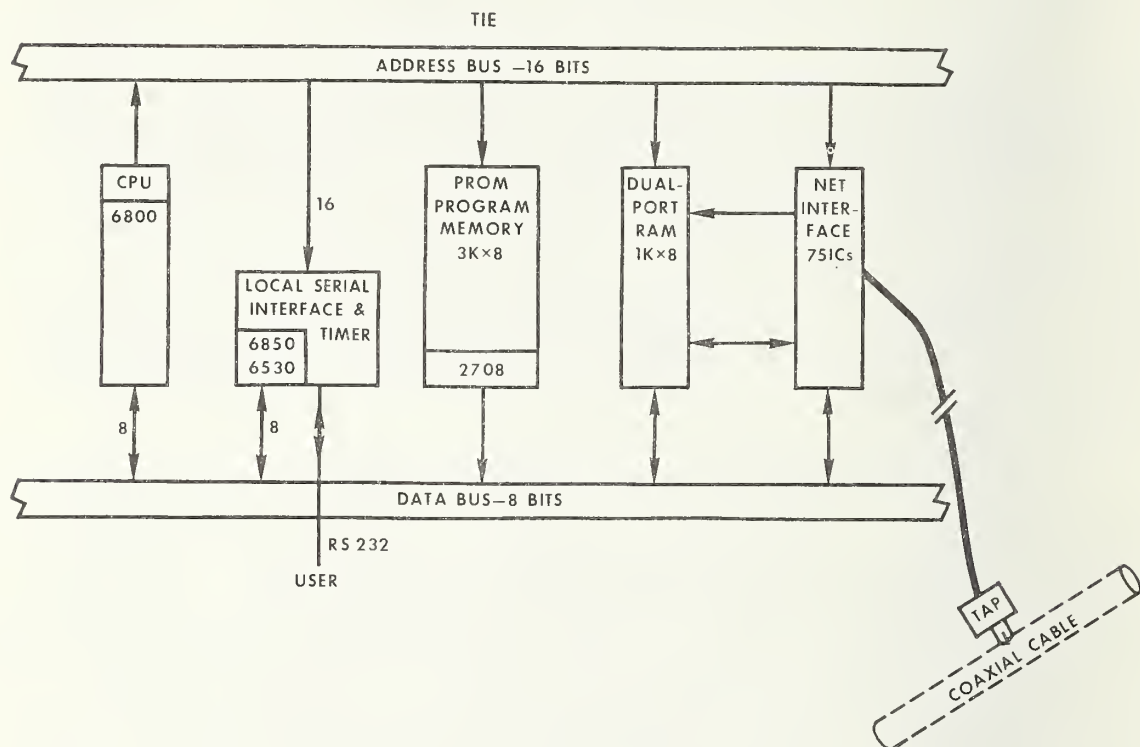 TIE
ADDRESS BUS —16 BITS
CPU
6800
16
LOCAL SERIAL
INTERFACE &
TIMER
6850
6530
PROM
PROGRAM
MEMORY
3K×8
2708
DUAL-
PORT
RAM
1K×8
NET
INTER-
FACE
75ICs
8
8
DATA BUS—8 BITS
RS 232
USER
TAP
COAXIAL CABLE